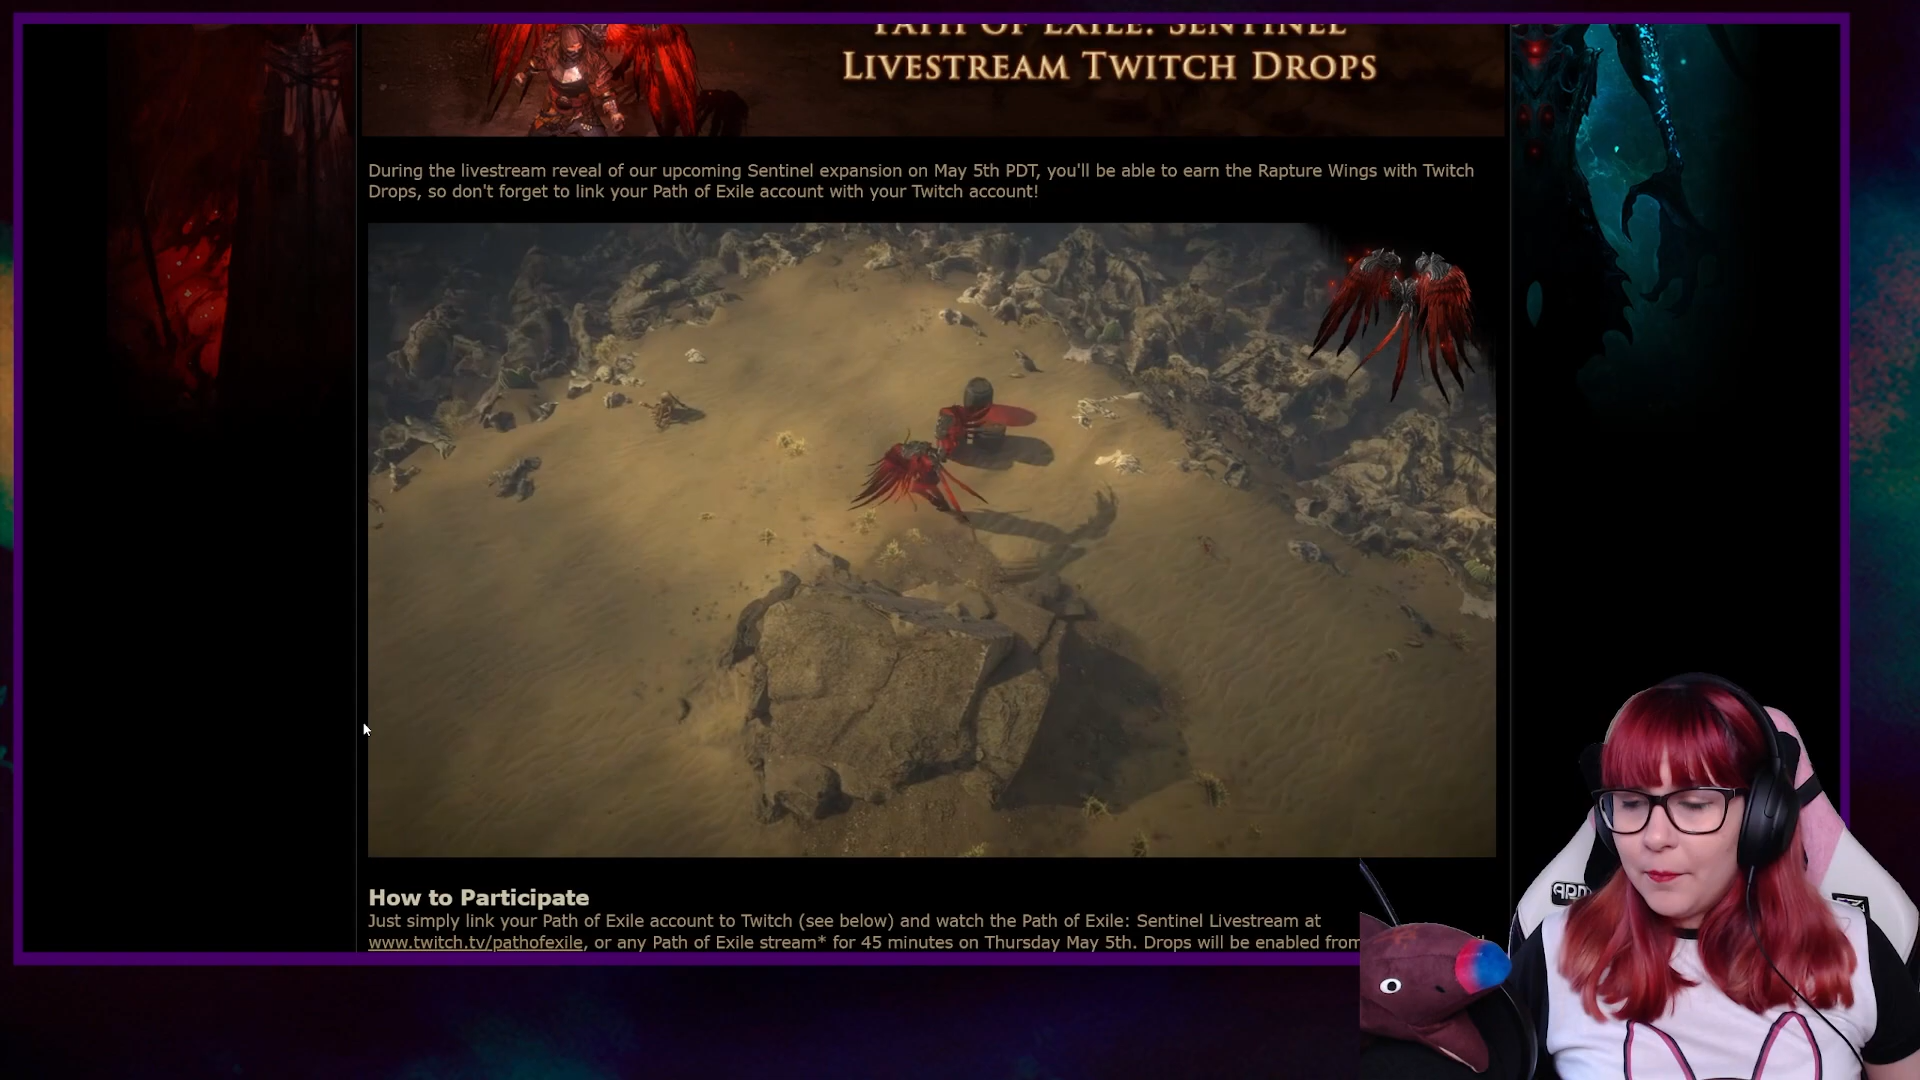 PATH OF EXILE: SENTINEL
LIVESTREAM TWITCH DROPS
During the livestream reveal of our upcoming Sentinel expansion on May 5th PDT, you'll be able to earn the Rapture Wings with Twitch
Drops, so don't forget to link your Path of Exile account with your Twitch account!
How to Participate
Just simply link your Path of Exile account to Twitch (see below) and watch the Path of Exile: Sentinel Livestream at
www.twitch.tv/pathofexile, or any Path of Exile stream* for 45 minutes on Thursday May 5th. Drops will be enabled from